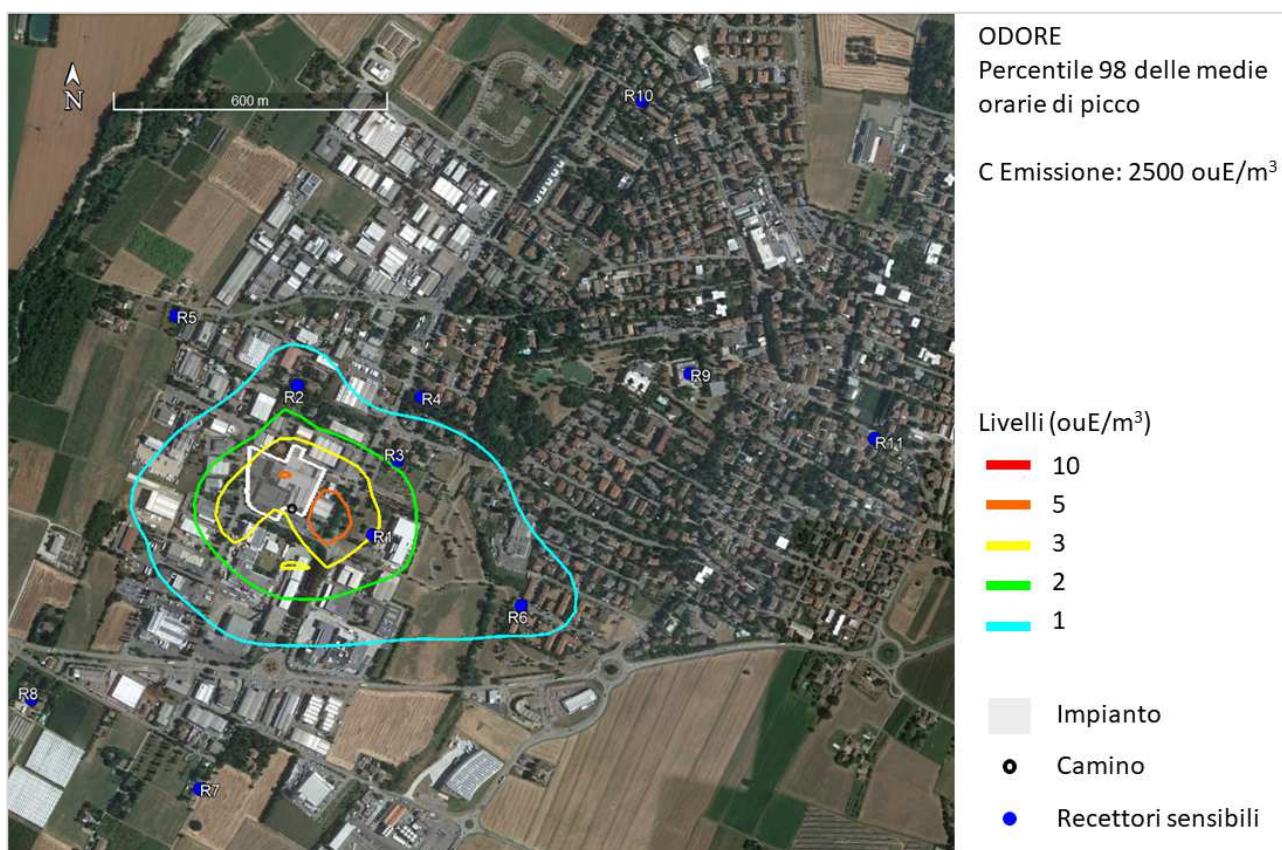 ODORE
Percentile 98 delle medie
orarie di picco
C Emissione: 2500 ouE/m³
N
600 m
R10
R5
R2
R4
R9
R3
R11
R1
R6
R8
R7
Livelli (ouE/m³)
10
5
3
2
1
Impianto
Camino
Recettori sensibili